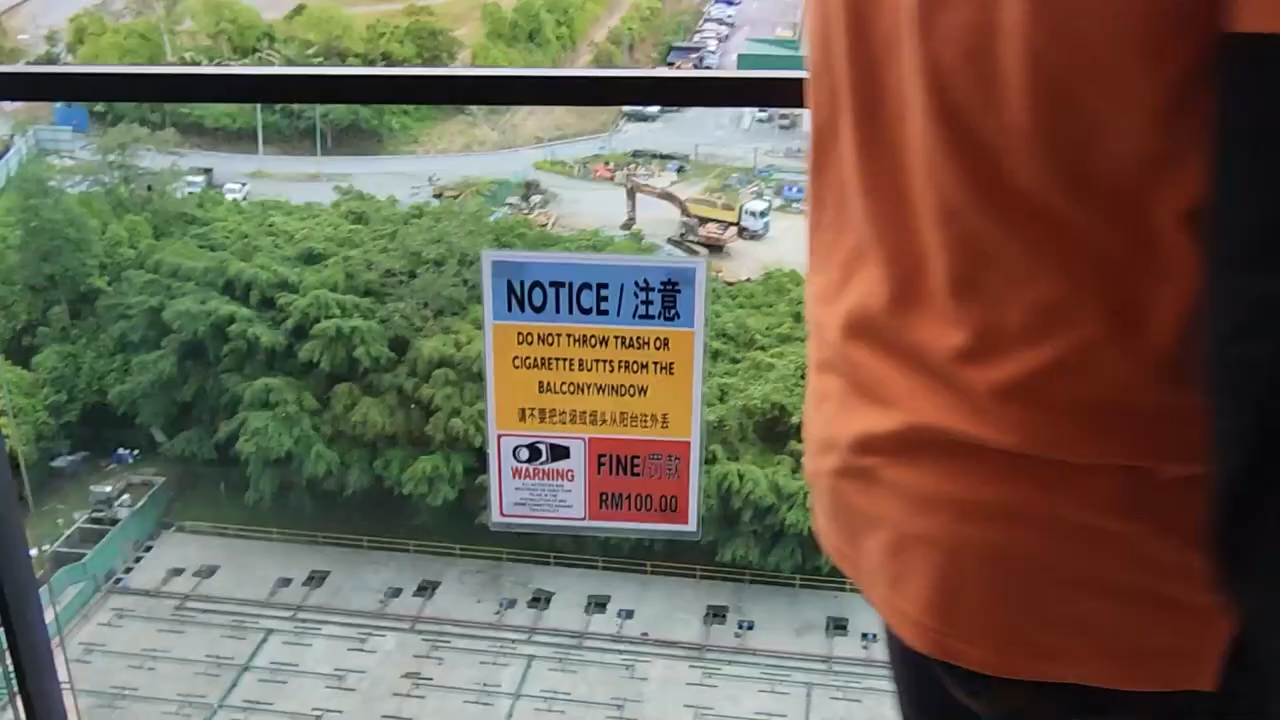 NOTICE / 注意
DO NOT THROW TRASH OR
CIGARETTE BUTTS FROM THE
BALCONY/WINDOW
请不要把垃圾或烟头从阳台往外丢
WARNING
FINE/罚款
RM100.00